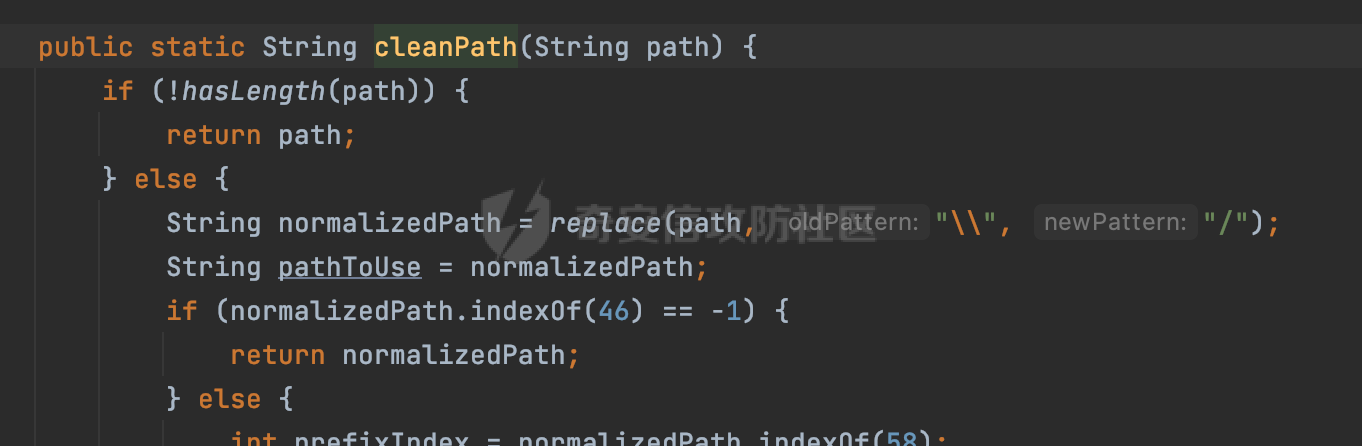 public static String cleanPath(String path) {
if (!hasLength(path)) {
return path;
} else {
String normalizedPath = replace(path, oldPattern: "\\", newPattern: "/");
奇安信攻防社区
String pathToUse = normalizedPath;
if (normalizedPath.indexOf(46) == -1) {
return normalizedPath;
} else {
int prefixIndex = normalizedPath.indexOf(58);